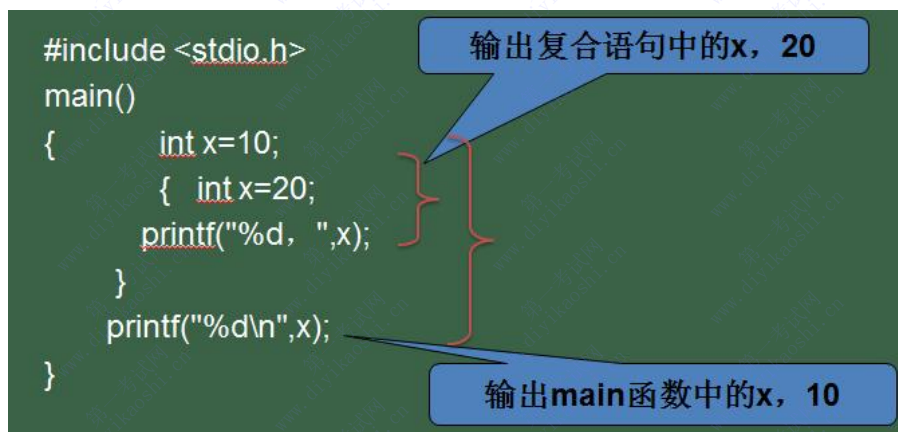 #include <stdio.h>
输出复合语句中的x，20
main()
{ int x=10;
{ int x=20;
printf("%d，",x);
}
printf("%d\n",x);
}
输出main函数中的x，10